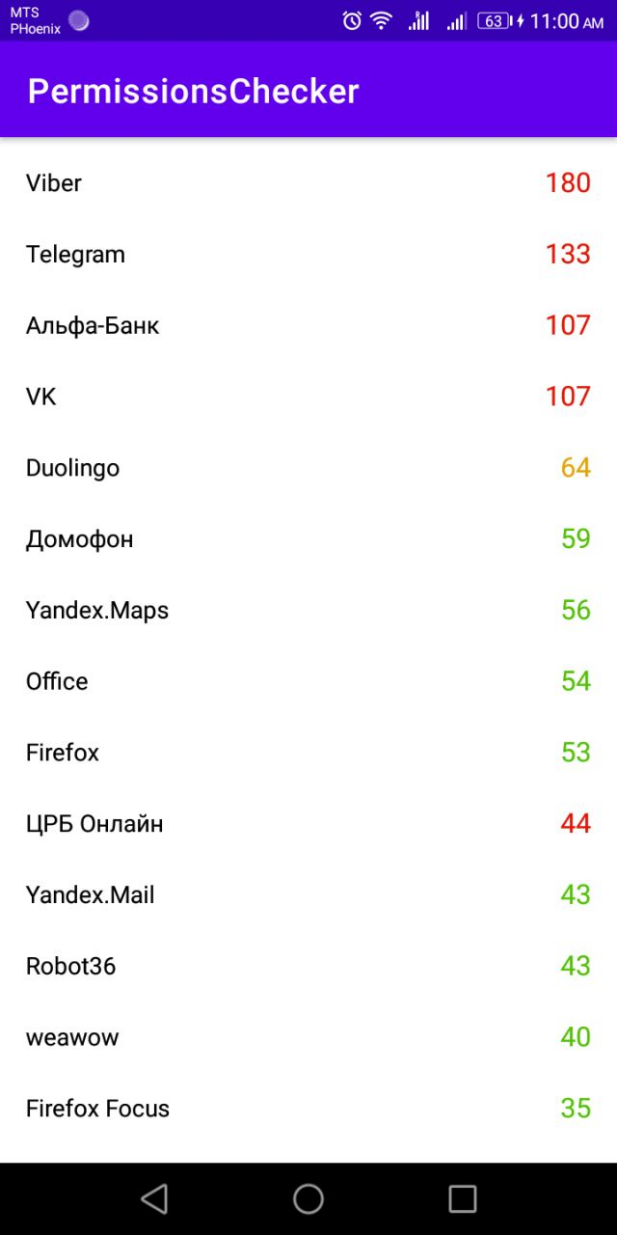 MTS
PHoenix
63 11:00 AM
PermissionsChecker
Viber 180
Telegram 133
Альфа-Банк 107
VK 107
Duolingo 64
Домофон 59
Yandex.Maps 56
Office 54
Firefox 53
ЦРБ Онлайн 44
Yandex.Mail 43
Robot36 43
weawow 40
Firefox Focus 35